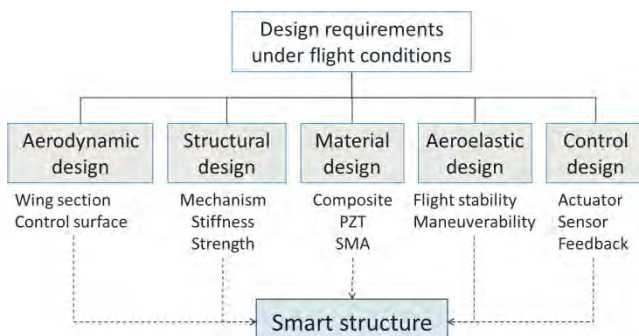 Design requirements
under flight conditions
Aerodynamic
design
Structural
design
Material
design
Aeroelastic
design
Control
design
Wing section
Control surface
Mechanism
Stiffness
Strength
Composite
PZT
SMA
Flight stability
Maneuverability
Actuator
Sensor
Feedback
Smart structure